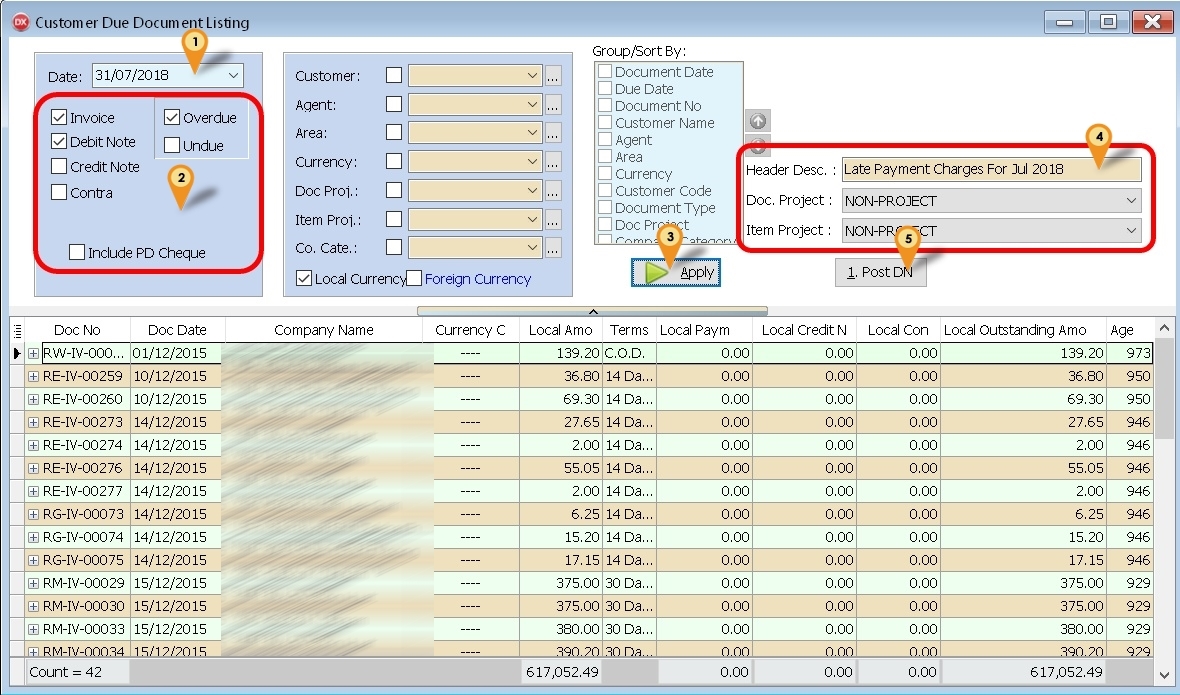 DX Customer Due Document Listing
1
Date: 31/07/2018
Invoice
Overdue
Debit Note
Undue
Credit Note
2
Contra
Include PD Cheque
Customer: ...
Agent: ...
Area: ...
Currency: ...
Doc Proj.: ...
Item Proj.: ...
Co. Cate.: ...
Local Currency Foreign Currency
Group/Sort By:
Document Date
Due Date
Document No
Customer Name
Agent
Area
Currency
Customer Code
Document Type
Doc Project
Company Category
3
Apply
4
Header Desc. : Late Payment Charges For Jul 2018
Doc. Project : NON-PROJECT
Item Project : NON-PROJECT
5
1. Post DN
Doc No Doc Date Company Name Currency C Local Amo Terms Local Paym Local Credit N Local Con Local Outstanding Amo Age
RW-IV-000... 01/12/2015 ---- 139.20 C.O.D. 0.00 0.00 0.00 139.20 973
RE-IV-00259 10/12/2015 ---- 36.80 14 Da... 0.00 0.00 0.00 36.80 950
RE-IV-00260 10/12/2015 ---- 69.30 14 Da... 0.00 0.00 0.00 69.30 950
RE-IV-00273 14/12/2015 ---- 27.65 14 Da... 0.00 0.00 0.00 27.65 946
RE-IV-00274 14/12/2015 ---- 2.00 14 Da... 0.00 0.00 0.00 2.00 946
RE-IV-00276 14/12/2015 ---- 55.05 14 Da... 0.00 0.00 0.00 55.05 946
RE-IV-00277 14/12/2015 ---- 2.00 14 Da... 0.00 0.00 0.00 2.00 946
RG-IV-00073 14/12/2015 ---- 6.25 14 Da... 0.00 0.00 0.00 6.25 946
RG-IV-00074 14/12/2015 ---- 15.20 14 Da... 0.00 0.00 0.00 15.20 946
RG-IV-00075 14/12/2015 ---- 17.15 14 Da... 0.00 0.00 0.00 17.15 946
RM-IV-00029 15/12/2015 ---- 375.00 30 Da... 0.00 0.00 0.00 375.00 929
RM-IV-00030 15/12/2015 ---- 375.00 30 Da... 0.00 0.00 0.00 375.00 929
RM-IV-00033 15/12/2015 ---- 380.00 30 Da... 0.00 0.00 0.00 380.00 929
RM-IV-00034 15/12/2015 ---- 390.20 30 Da... 0.00 0.00 0.00 390.20 929
Count = 42 617,052.49 0.00 0.00 0.00 617,052.49